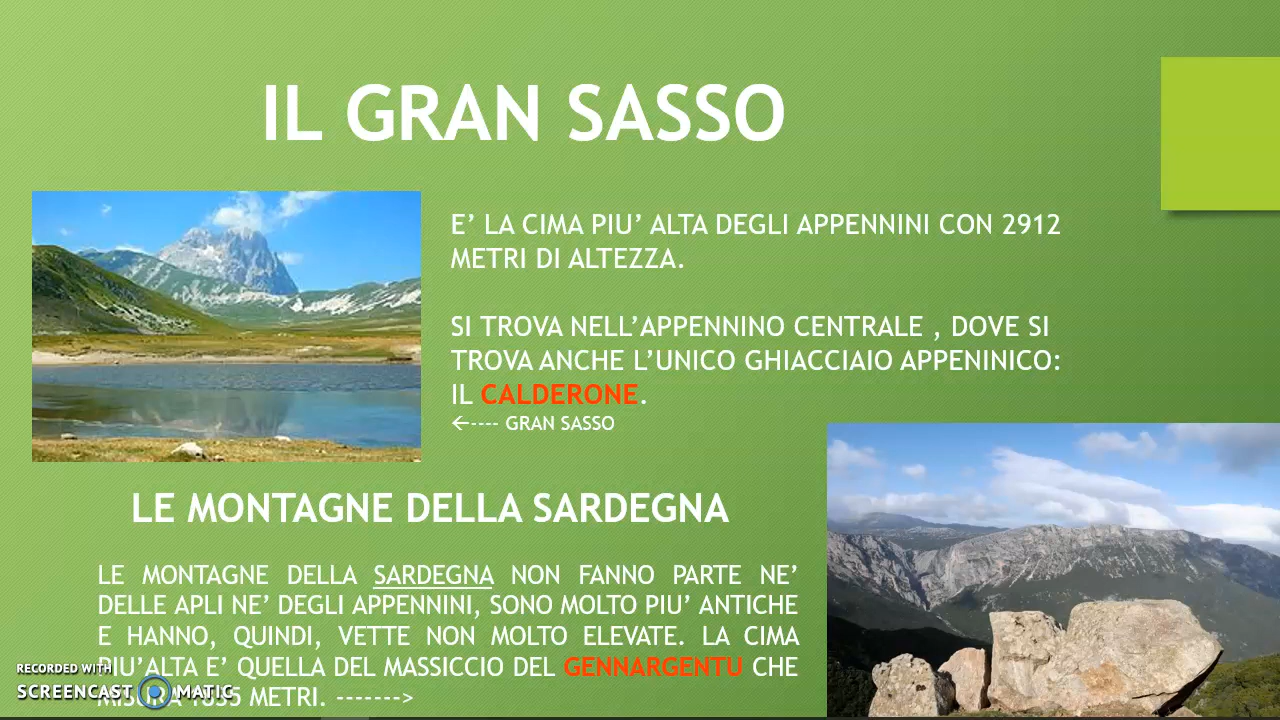 IL GRAN SASSO
E’ LA CIMA PIU’ ALTA DEGLI APPENNINI CON 2912
METRI DI ALTEZZA.
SI TROVA NELL’APPENNINO CENTRALE , DOVE SI
TROVA ANCHE L’UNICO GHIACCIAIO APPENINICO:
IL CALDERONE.
<---- GRAN SASSO
LE MONTAGNE DELLA SARDEGNA
LE MONTAGNE DELLA SARDEGNA NON FANNO PARTE NE’
DELLE APLI NE’ DEGLI APPENNINI, SONO MOLTO PIU’ ANTICHE
E HANNO, QUINDI, VETTE NON MOLTO ELEVATE. LA CIMA
PIU’ALTA E’ QUELLA DEL MASSICCIO DEL GENNARGENTU CHE
METRI. ------->
RECORDED WITH
SCREENCAST MATIC